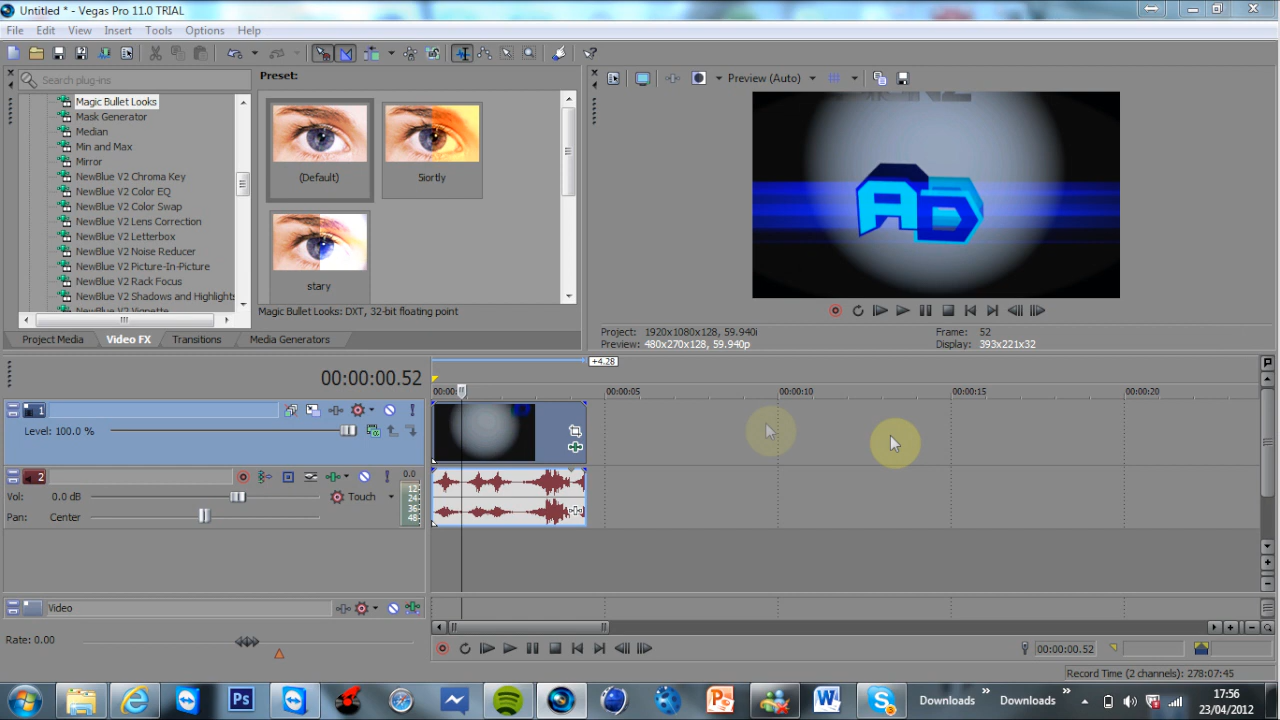 Untitled * - Vegas Pro 11.0 TRIAL
File Edit View Insert Tools Options Help
Search plug-ins
Magic Bullet Looks
Mask Generator
Median
Min and Max
Mirror
NewBlue V2 Chroma Key
NewBlue V2 Color EQ
NewBlue V2 Color Swap
NewBlue V2 Lens Correction
NewBlue V2 Letterbox
NewBlue V2 Noise Reducer
NewBlue V2 Picture-In-Picture
NewBlue V2 Rack Focus
NewBlue V2 Shadows and Highlights
NewBlue V2 Vignette
Preset:
(Default)
5iortly
stary
Magic Bullet Looks: DXT, 32-bit floating point
Project Media Video FX Transitions Media Generators
Preview (Auto)
AD
Project: 1920x1080x128, 59.940i
Preview: 480x270x128, 59.940p
Frame: 52
Display: 393x221x32
00:00:00.52
+4.28
00:00: 00:00:05 00:00:10 00:00:15 00:00:20
1
Level: 100.0 %
2
Vol: 0.0 dB Touch
Pan: Center
0.0
12
24
36
48
Video
Rate: 0.00
00:00:00.52
Record Time (2 channels): 278:07:45
Ps
P
W
S
Downloads » Downloads »
17:56
23/04/2012